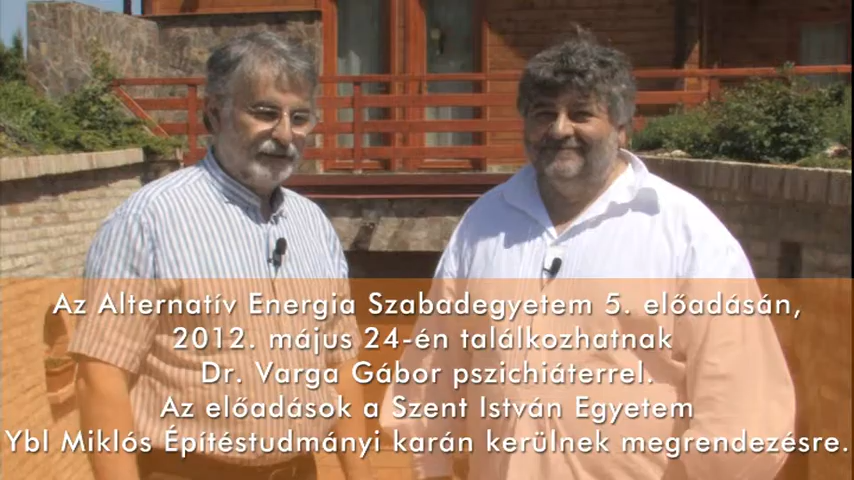 Az Alternatív Energia Szabadegyetem 5. előadásán,
2012. május 24-én találkozhatnak
Dr. Varga Gábor pszichiáterrel.
Az előadások a Szent István Egyetem
Ybl Miklós Építéstudmányi karán kerülnek megrendezésre.